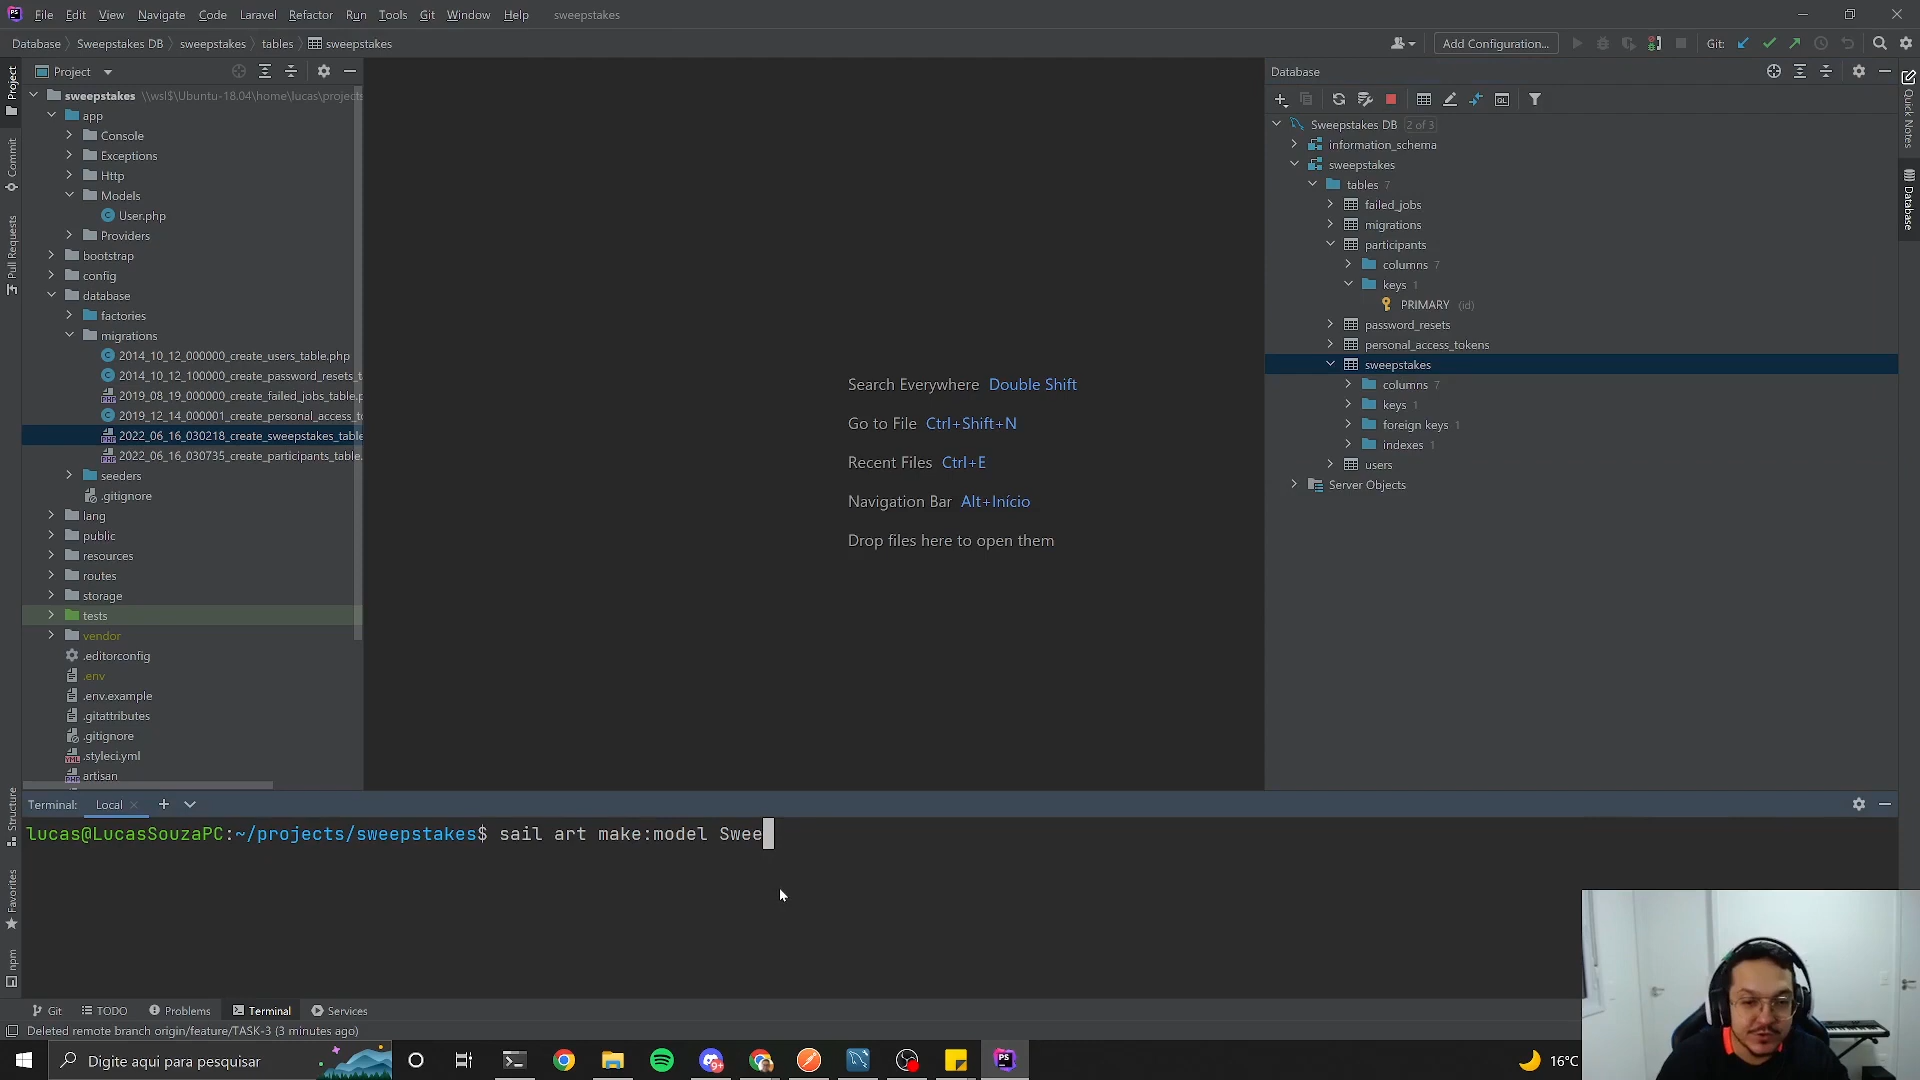 File Edit View Navigate Code Laravel Refactor Run Tools Git Window Help sweepstakes
Database Sweepstakes DB sweepstakes tables sweepstakes
Add Configuration... Git:
Project
sweepstakes \\wsl$\Ubuntu-18.04\home\lucas\projects
app
Console
Exceptions
Http
Models
User.php
Providers
bootstrap
config
database
factories
migrations
2014_10_12_000000_create_users_table.php
2014_10_12_100000_create_password_resets_t
2019_08_19_000000_create_failed_jobs_table.p
2019_12_14_000001_create_personal_access_to
2022_06_16_030218_create_sweepstakes_table
2022_06_16_030735_create_participants_table.
seeders
.gitignore
lang
public
resources
routes
storage
tests
vendor
.editorconfig
.env
.env.example
.gitattributes
.gitignore
.styleci.yml
artisan
Project
Commit
Pull Requests
Structure
Favorites
npm
Search Everywhere Double Shift
Go to File Ctrl+Shift+N
Recent Files Ctrl+E
Navigation Bar Alt+Início
Drop files here to open them
Database
Sweepstakes DB 2 of 3
information_schema
sweepstakes
tables 7
failed_jobs
migrations
participants
columns 7
keys 1
PRIMARY (id)
password_resets
personal_access_tokens
sweepstakes
columns 7
keys 1
foreign keys 1
indexes 1
users
Server Objects
Quick Notes
Database
Terminal: Local
lucas@LucasSouzaPC:~/projects/sweepstakes$ sail art make:model Swee
Git TODO Problems Terminal Services
Deleted remote branch origin/feature/TASK-3 (3 minutes ago)
Digite aqui para pesquisar
16°C